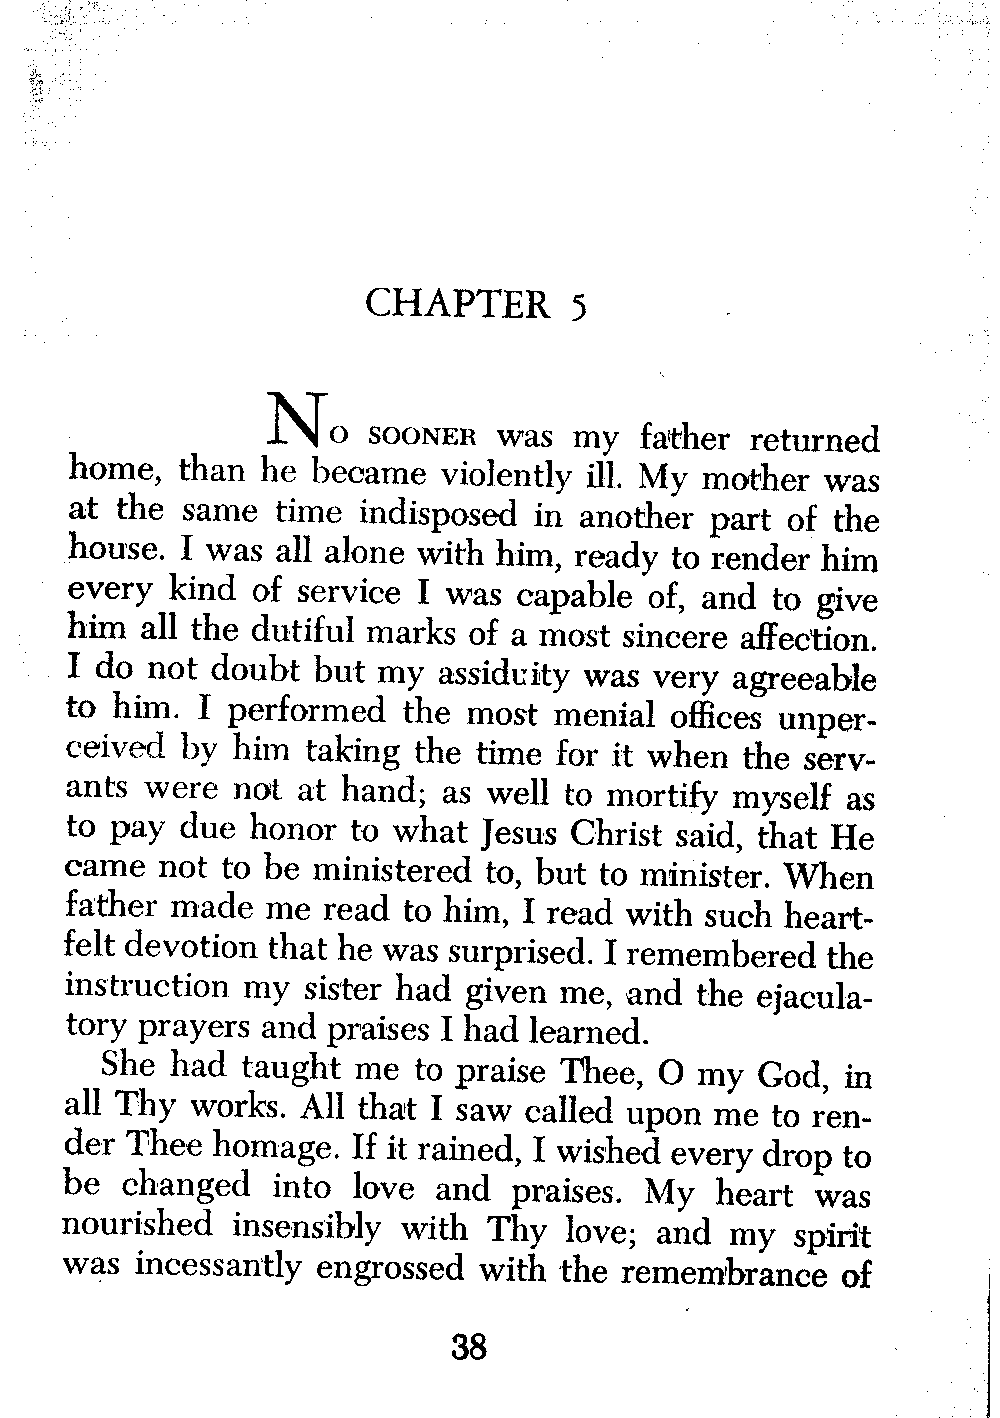 CHAPTER 5
NO SOONER was my father returned
home, than he became violently ill. My mother was
at the same time indisposed in another part of the
house. I was all alone with him, ready to render him
every kind of service I was capable of, and to give
him all the dutiful marks of a most sincere affection.
I do not doubt but my assiduity was very agreeable
to him. I performed the most menial offices unper-
ceived by him taking the time for it when the serv-
ants were not at hand; as well to mortify myself as
to pay due honor to what Jesus Christ said, that He
came not to be ministered to, but to minister. When
father made me read to him, I read with such heart-
felt devotion that he was surprised. I remembered the
instruction my sister had given me, and the ejacula-
tory prayers and praises I had learned.
She had taught me to praise Thee, O my God, in
all Thy works. All that I saw called upon me to ren-
der Thee homage. If it rained, I wished every drop to
be changed into love and praises. My heart was
nourished insensibly with Thy love; and my spirit
was incessantly engrossed with the remembrance of
38